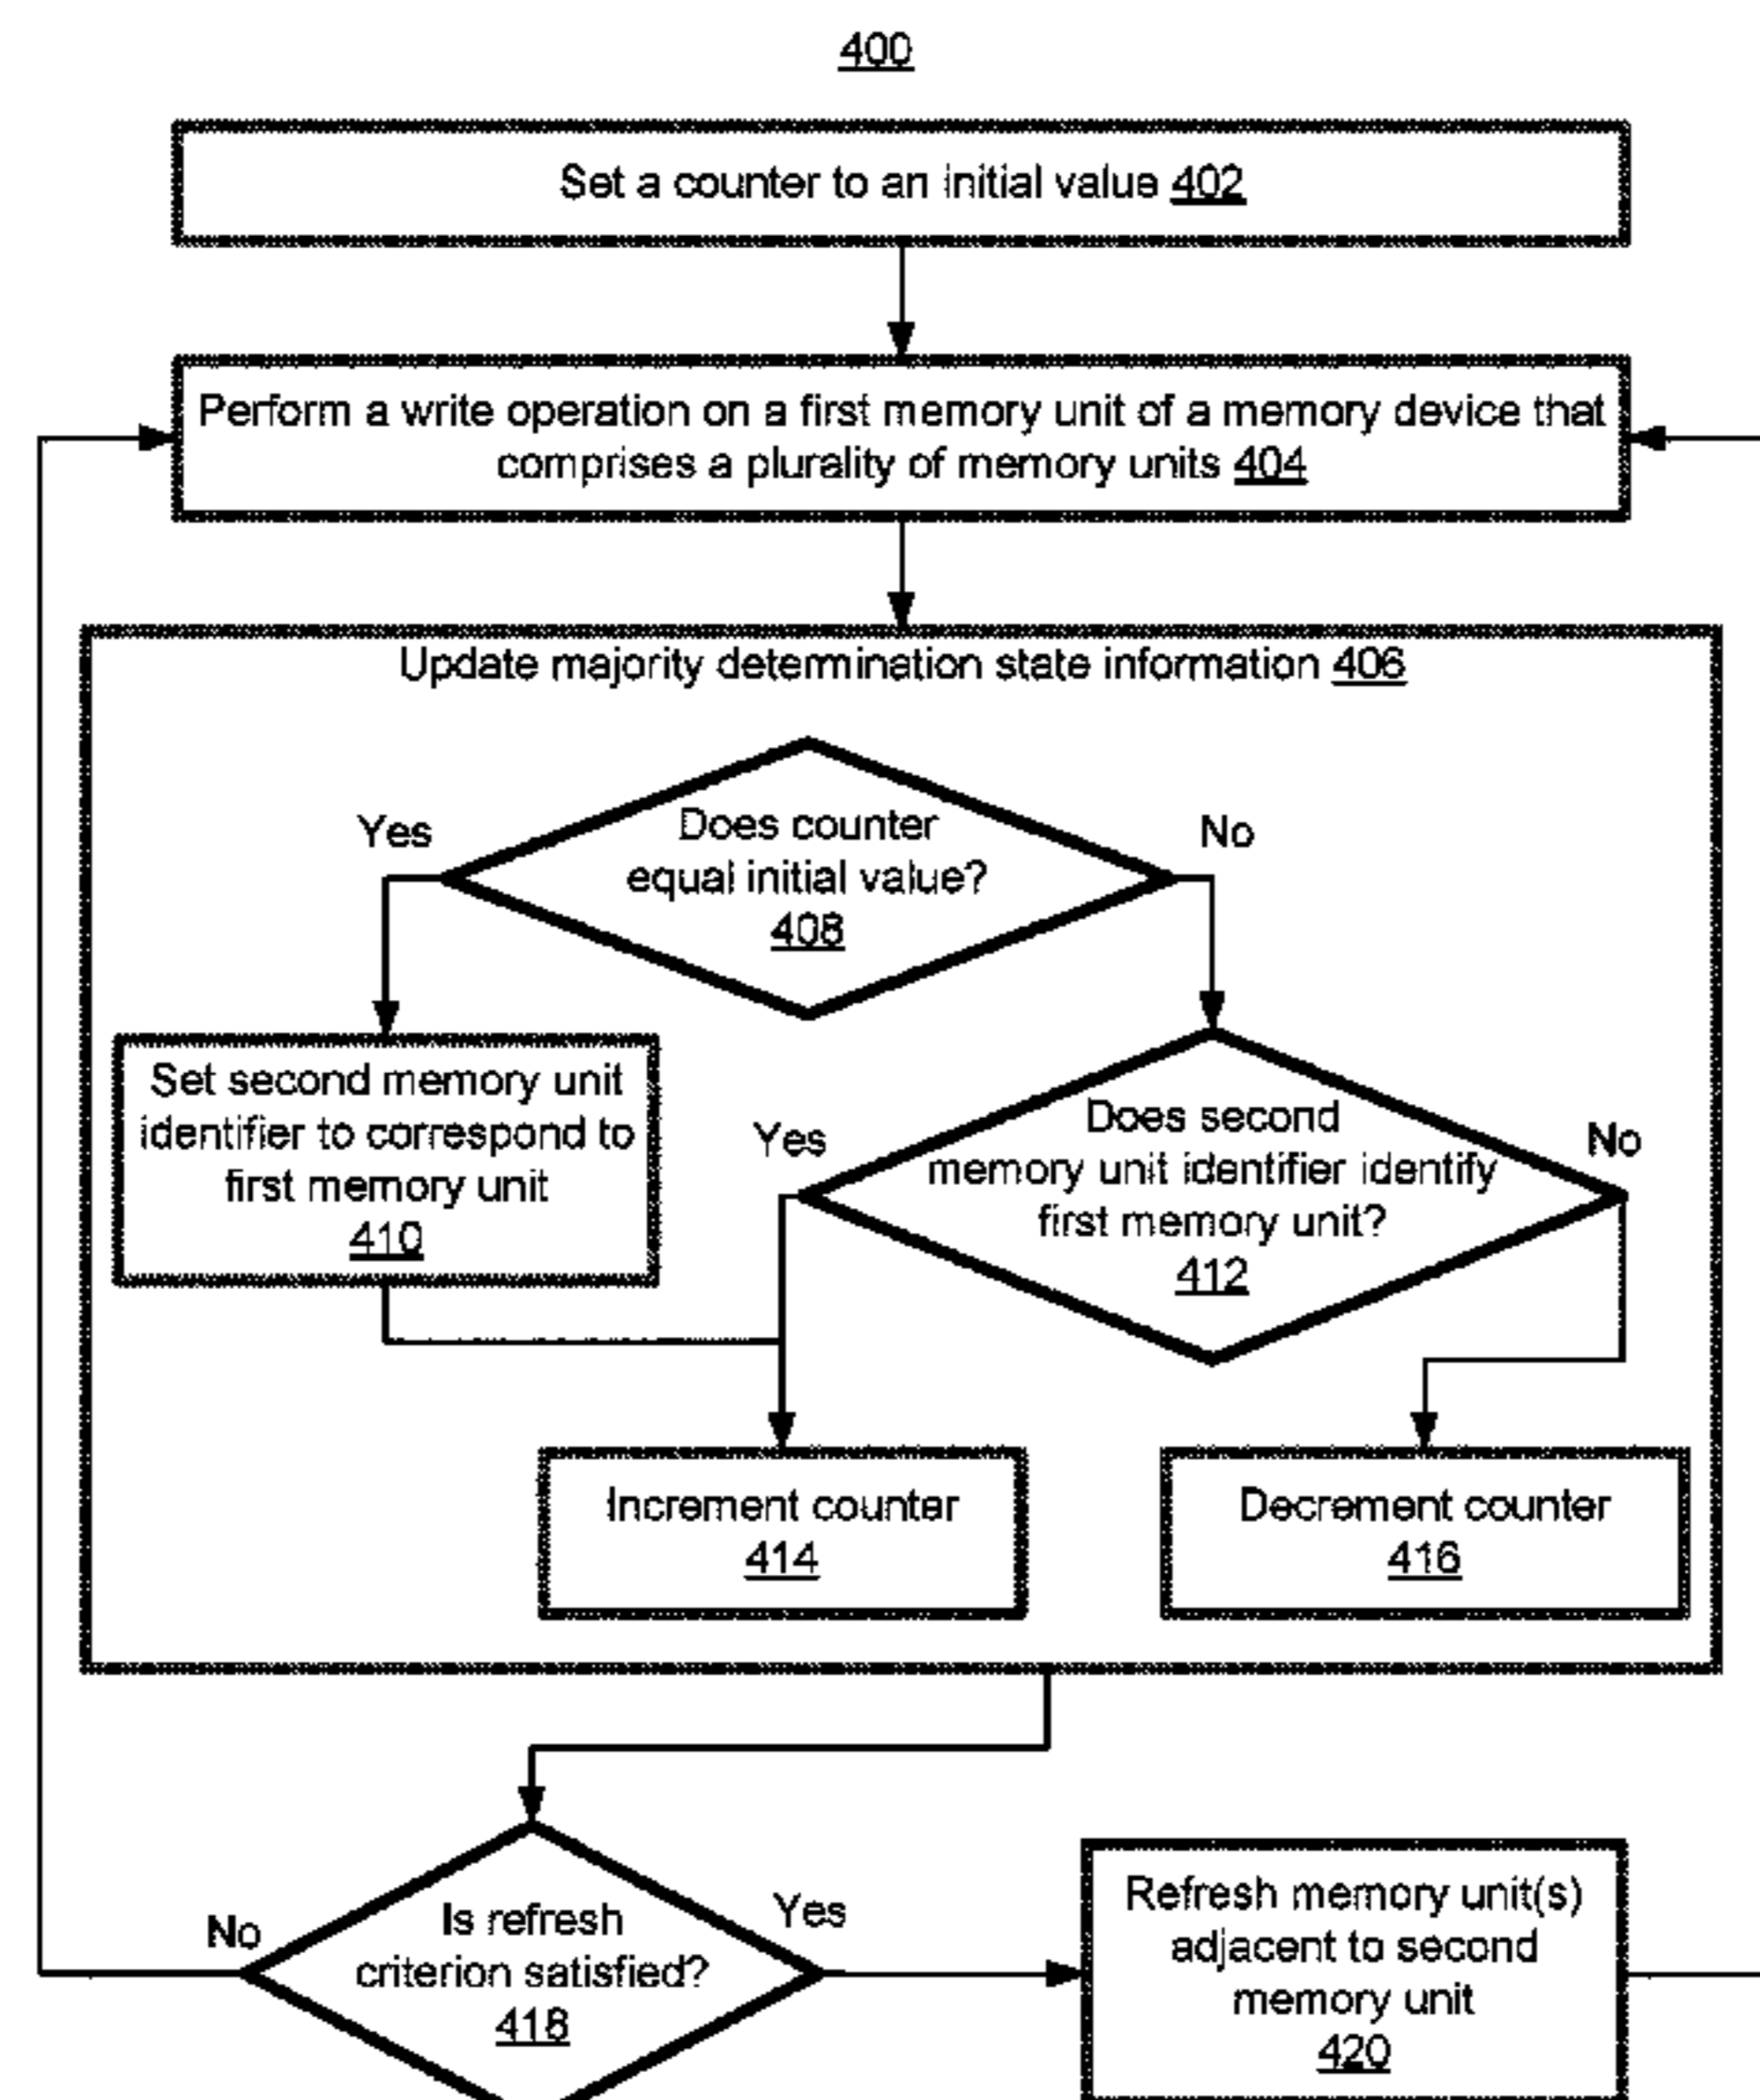 400
Set a counter to an initial value 402
Perform a write operation on a first memory unit of a memory device that
comprises a plurality of memory units 404
Update majority determination state information 406
Yes
Does counter
equal initial value?
408
No
Set second memory unit
identifier to correspond to
first memory unit
410
Yes
Does second
memory unit identifier identify
first memory unit?
412
No
Increment counter
414
Decrement counter
416
No
Is refresh
criterion satisfied?
418
Yes
Refresh memory unit(s)
adjacent to second
memory unit
420